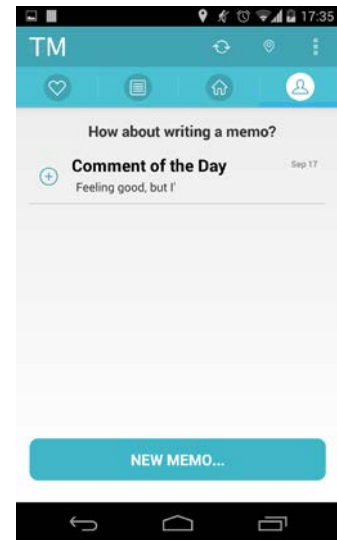 17:35
TM
How about writing a memo?
Comment of the Day
Sep 17
Feeling good, but I'
NEW MEMO...